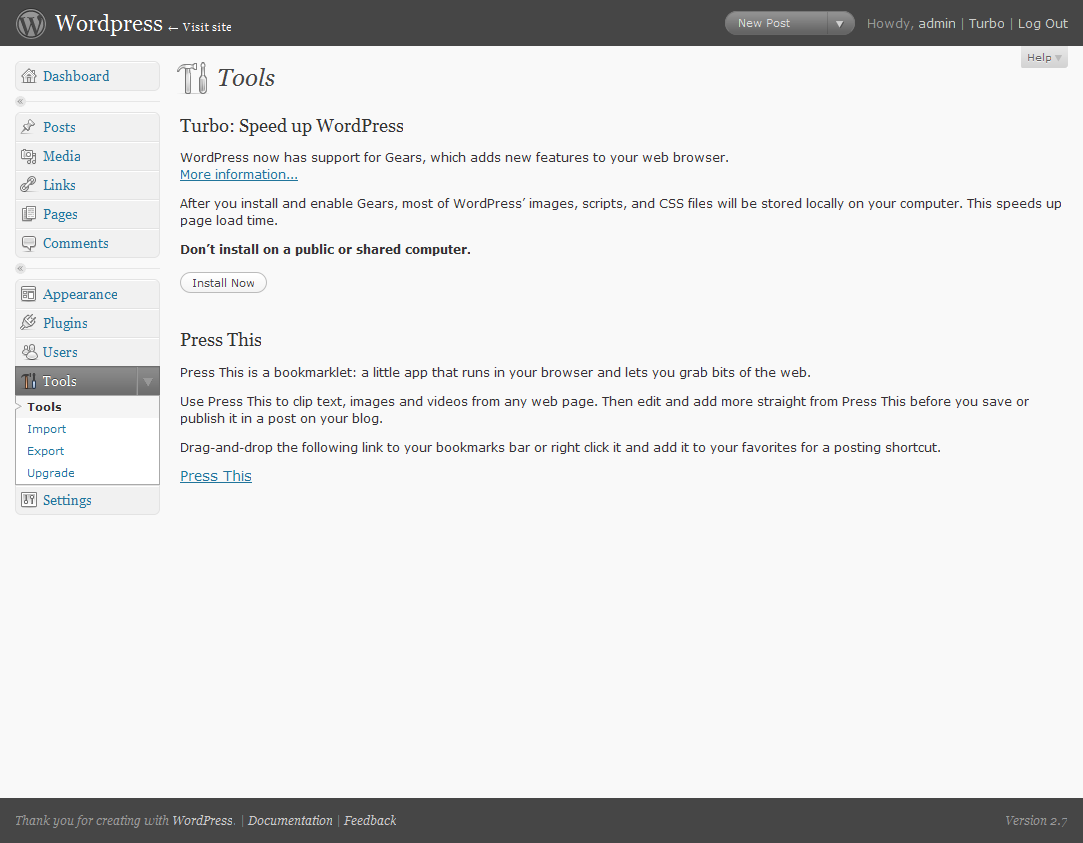 Wordpress ← Visit site
New Post ▼
Howdy, admin | Turbo | Log Out
Help ▼
Dashboard
«
Posts
Media
Links
Pages
Comments
«
Appearance
Plugins
Users
Tools ▼
Tools
Import
Export
Upgrade
Settings
Tools
Turbo: Speed up WordPress
WordPress now has support for Gears, which adds new features to your web browser.
More information...
After you install and enable Gears, most of WordPress’ images, scripts, and CSS files will be stored locally on your computer. This speeds up
page load time.
Don’t install on a public or shared computer.
Install Now
Press This
Press This is a bookmarklet: a little app that runs in your browser and lets you grab bits of the web.
Use Press This to clip text, images and videos from any web page. Then edit and add more straight from Press This before you save or
publish it in a post on your blog.
Drag-and-drop the following link to your bookmarks bar or right click it and add it to your favorites for a posting shortcut.
Press This
Thank you for creating with WordPress. | Documentation | Feedback
Version 2.7